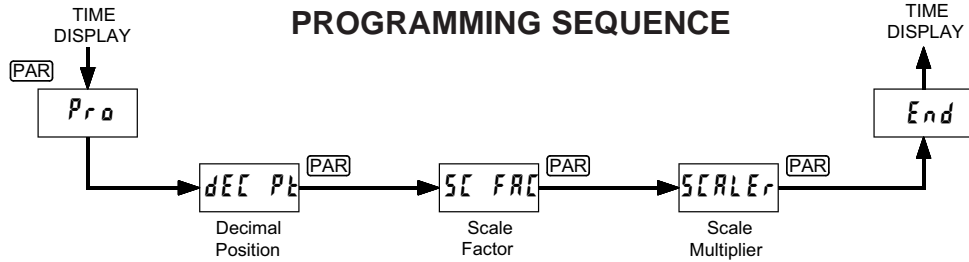 TIME
DISPLAY
PROGRAMMING SEQUENCE
TIME
DISPLAY
PAR
Pro
End
dEC Pt
PAR
SC FAC
PAR
SCALEr
PAR
Decimal
Position
Scale
Factor
Scale
Multiplier